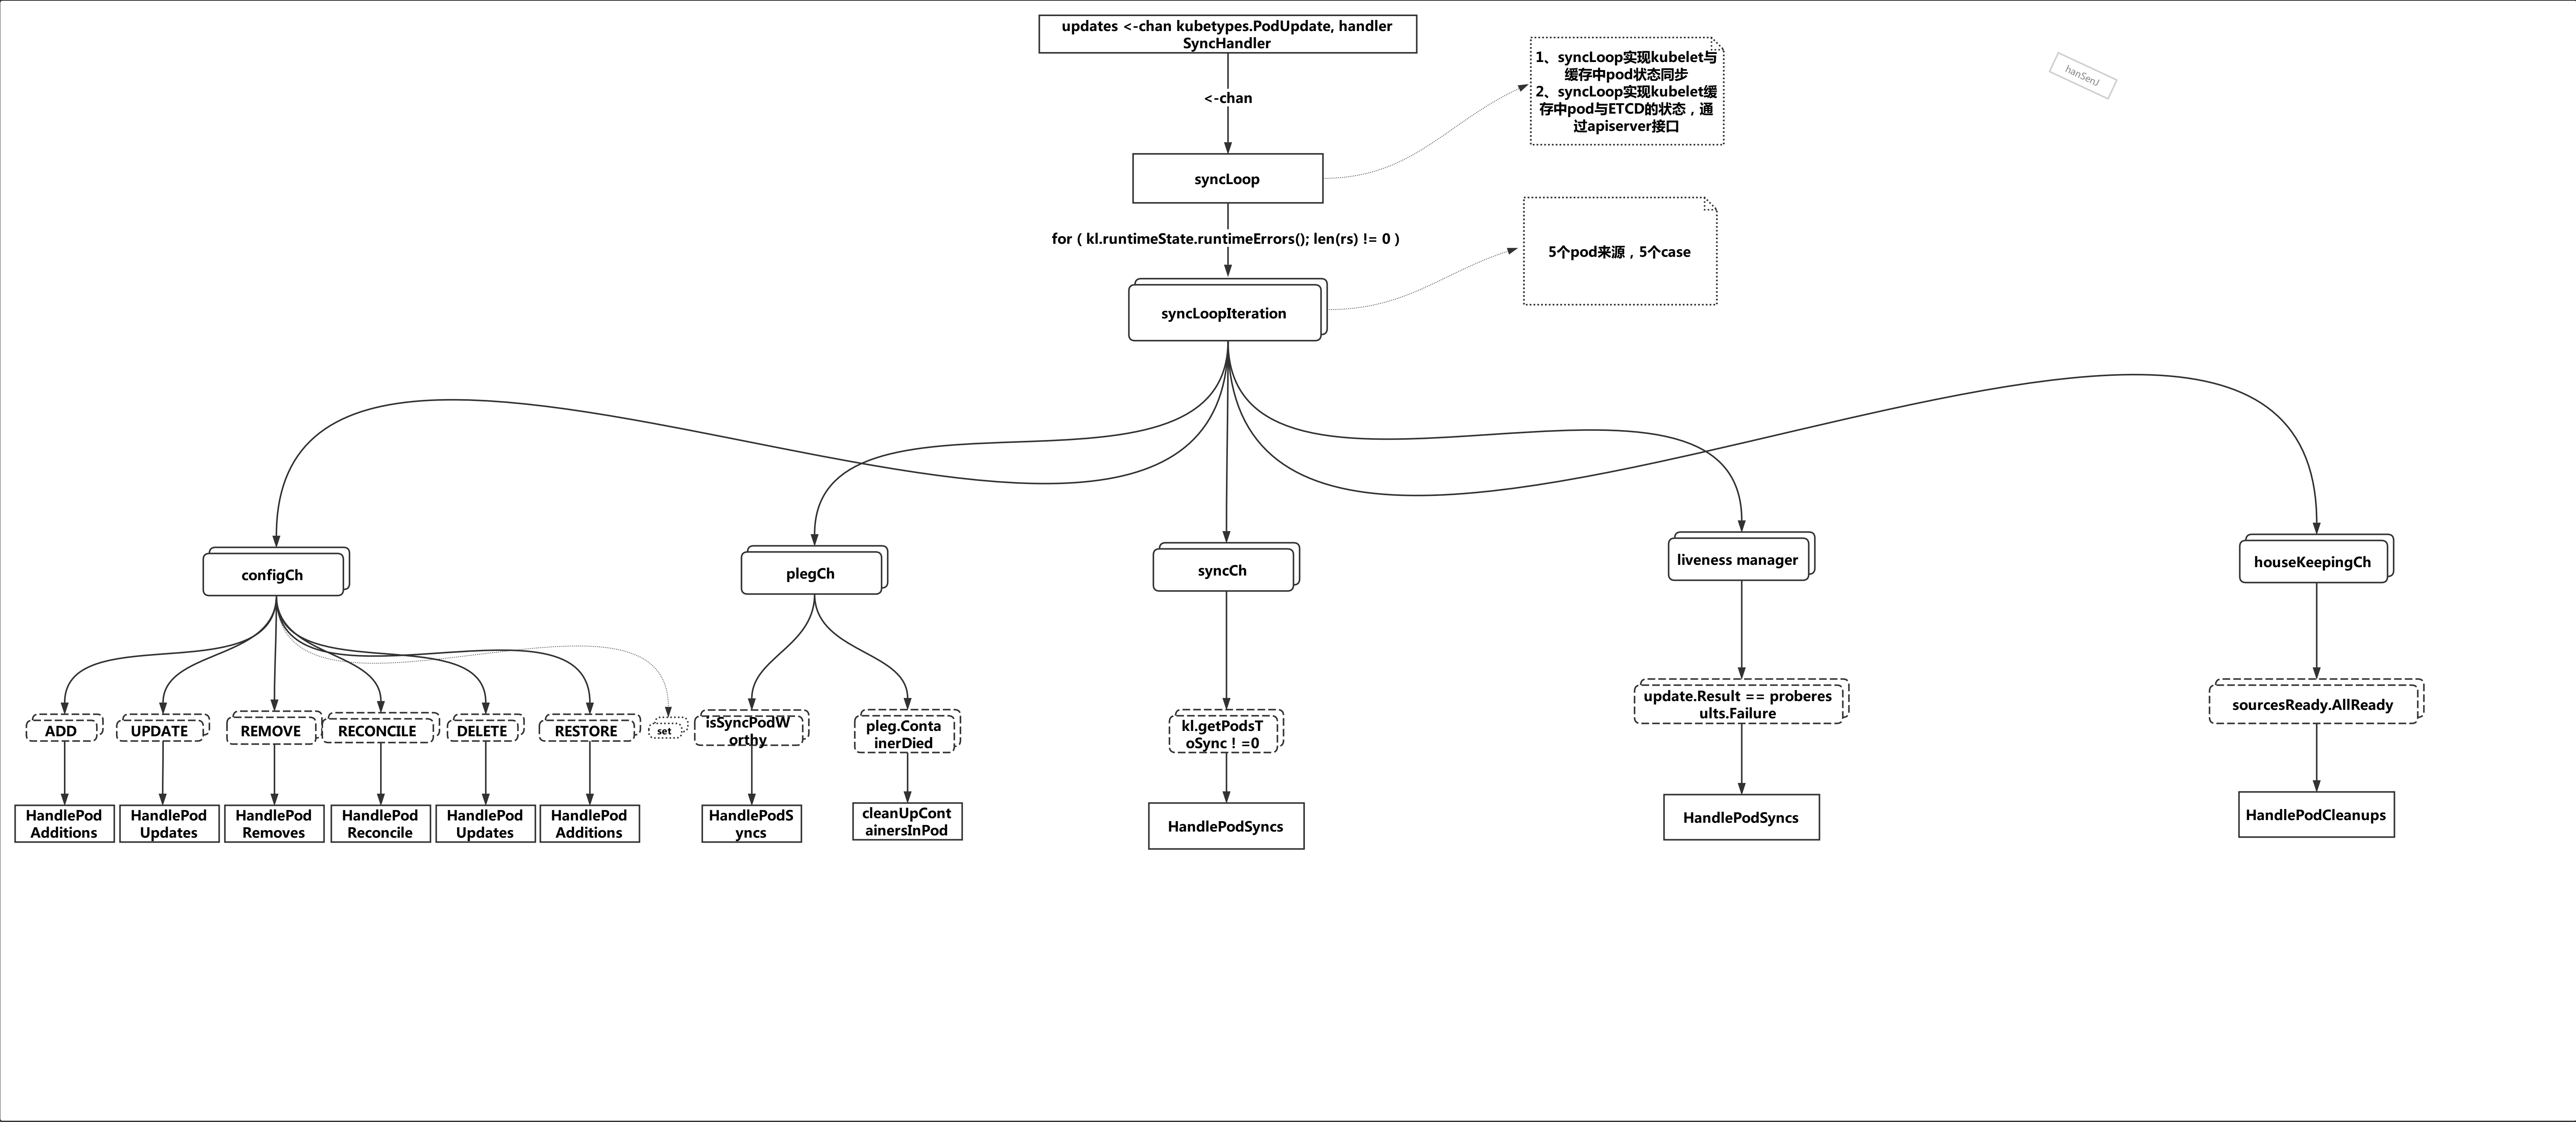 updates <-chan kubetypes.PodUpdate, handler
SyncHandler
<-chan
1、syncLoop实现kubelet与
缓存中pod状态同步
2、syncLoop实现kubelet缓
存中pod与ETCD的状态，通
过apiserver接口
hanSenJ
syncLoop
for ( kl.runtimeState.runtimeErrors(); len(rs) != 0 )
5个pod来源，5个case
syncLoopIteration
configCh
plegCh
syncCh
liveness manager
houseKeepingCh
ADD
UPDATE
REMOVE
RECONCILE
DELETE
RESTORE
set
isSyncPodW
orthy
pleg.Conta
inerDied
kl.getPodsT
oSync ! =0
update.Result == proberes
ults.Failure
sourcesReady.AllReady
HandlePod
Additions
HandlePod
Updates
HandlePod
Removes
HandlePod
Reconcile
HandlePod
Updates
HandlePod
Additions
HandlePodS
yncs
cleanUpCont
ainersInPod
HandlePodSyncs
HandlePodSyncs
HandlePodCleanups